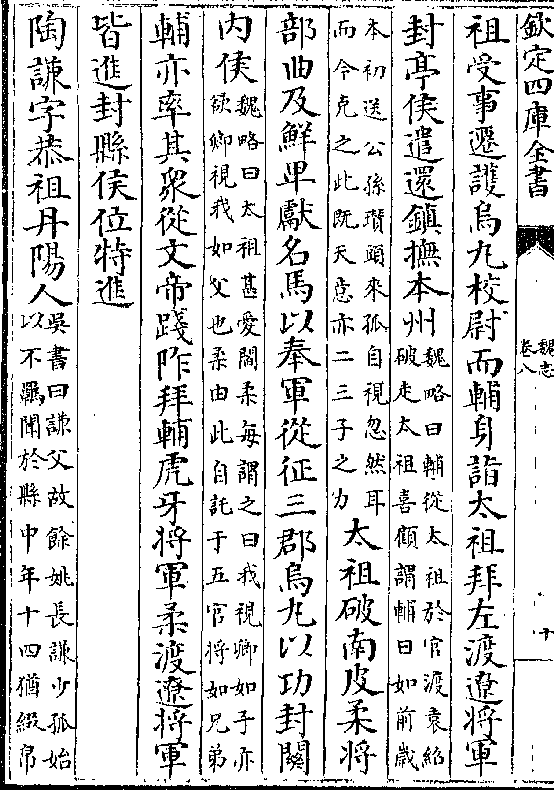 欽定四庫全書
魏志
卷八
十
祖受事遷護烏丸校尉而輔身詣太祖拜左渡遼將軍
封亭侯遣還鎮撫本州魏略曰輔從太祖於官渡袁紹
破走太祖喜顧謂輔曰如前歲
本初送公孫瓚頭來孤自視忽然耳
而今克之此既天意亦二三子之力太祖破南皮柔將
部曲及鮮卑獻名馬以奉軍從征三郡烏丸以功封關
内侯魏略曰太祖甚愛閻柔每謂之曰我視卿如子亦
欲卿視我如父也柔由此自託于五官將如兄弟
輔亦率其衆從文帝踐阼拜輔虎牙將軍柔渡遼將軍
皆進封縣侯位特進
陶謙字恭祖丹陽人吳書曰謙父故餘姚長謙少孤始
以不羈聞於縣中年十四猶綴帛